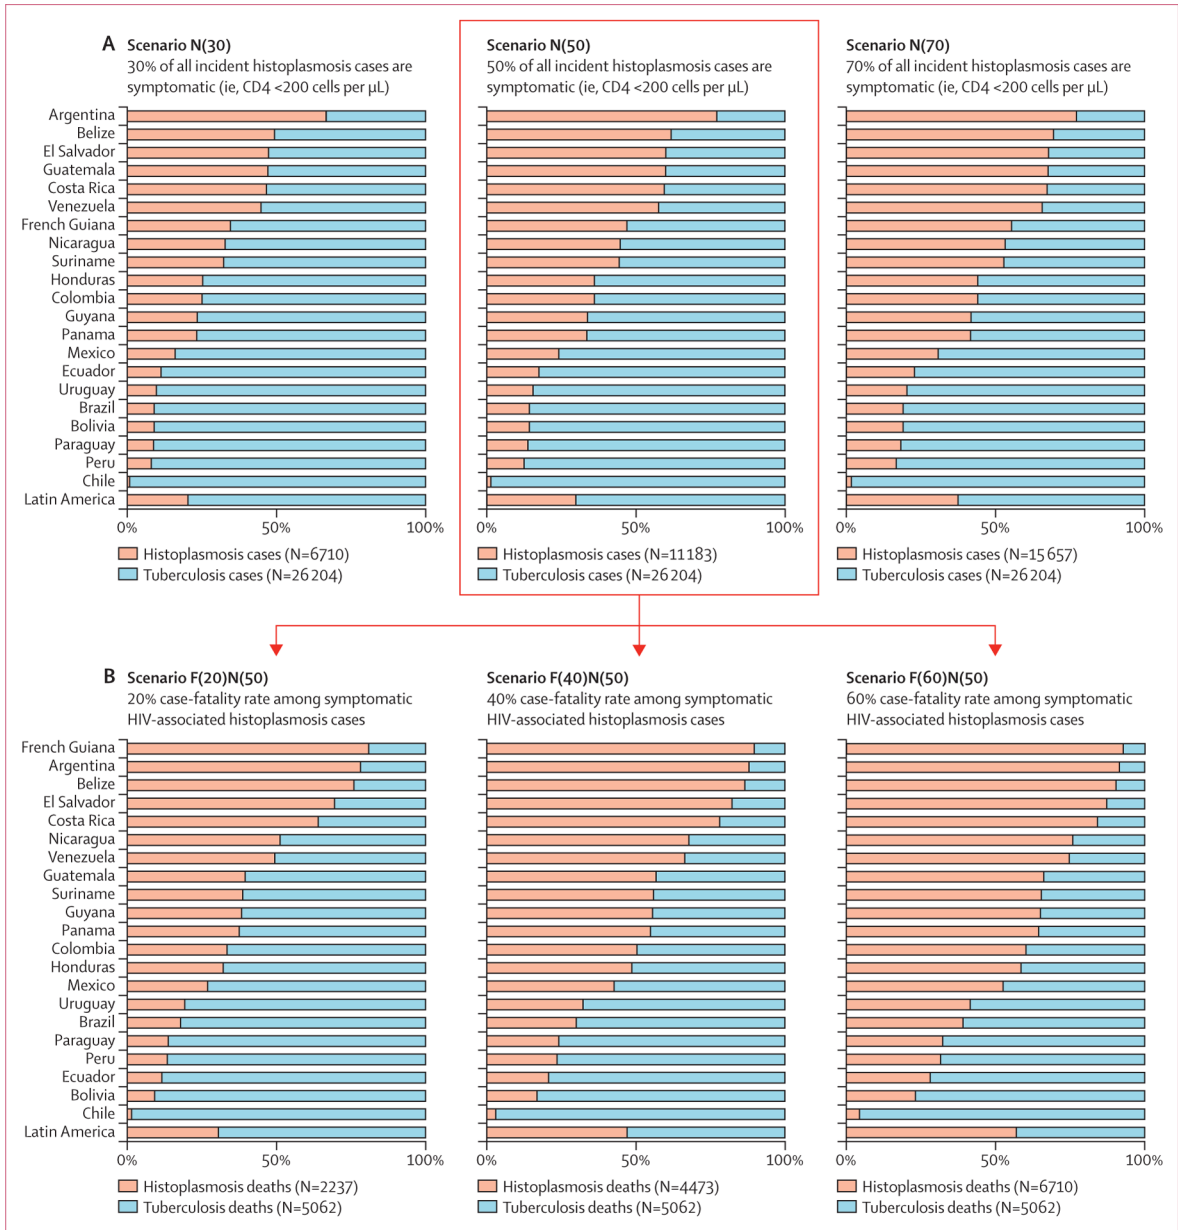 A
Scenario N(30)
30% of all incident histoplasmosis cases are
symptomatic (ie, CD4 <200 cells per µL)
Scenario N(50)
50% of all incident histoplasmosis cases are
symptomatic (ie, CD4 <200 cells per µL)
Scenario N(70)
70% of all incident histoplasmosis cases are
symptomatic (ie, CD4 <200 cells per µL)
Argentina
Belize
El Salvador
Guatemala
Costa Rica
Venezuela
French Guiana
Nicaragua
Suriname
Honduras
Colombia
Guyana
Panama
Mexico
Ecuador
Uruguay
Brazil
Bolivia
Paraguay
Peru
Chile
Latin America
0% 50% 100%
0% 50% 100%
0% 50% 100%
Histoplasmosis cases (N=6710)
Tuberculosis cases (N=26 204)
Histoplasmosis cases (N=11183)
Tuberculosis cases (N=26 204)
Histoplasmosis cases (N=15 657)
Tuberculosis cases (N=26 204)
B
Scenario F(20)N(50)
20% case-fatality rate among symptomatic
HIV-associated histoplasmosis cases
Scenario F(40)N(50)
40% case-fatality rate among symptomatic
HIV-associated histoplasmosis cases
Scenario F(60)N(50)
60% case-fatality rate among symptomatic
HIV-associated histoplasmosis cases
French Guiana
Argentina
Belize
El Salvador
Costa Rica
Nicaragua
Venezuela
Guatemala
Suriname
Guyana
Panama
Colombia
Honduras
Mexico
Uruguay
Brazil
Paraguay
Peru
Ecuador
Bolivia
Chile
Latin America
0% 50% 100%
0% 50% 100%
0% 50% 100%
Histoplasmosis deaths (N=2237)
Tuberculosis deaths (N=5062)
Histoplasmosis deaths (N=4473)
Tuberculosis deaths (N=5062)
Histoplasmosis deaths (N=6710)
Tuberculosis deaths (N=5062)